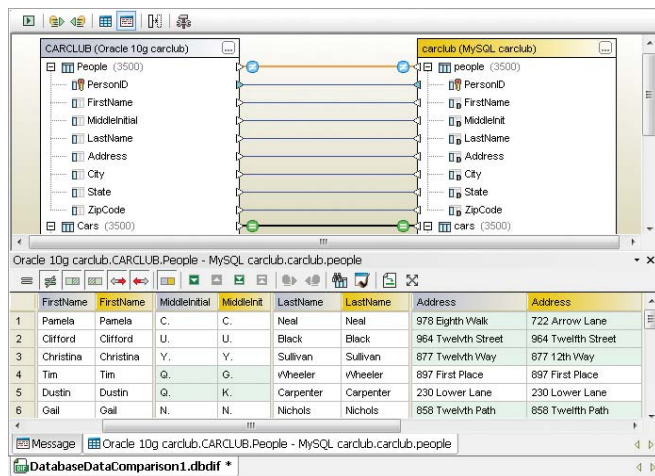 CARCLUB (Oracle 10g carclub) ...
carclub (MySQL carclub) ...
People (3500)
people (3500)
PersonID
PersonID
FirstName
FirstName
MiddleInitial
MiddleInit
LastName
LastName
Address
Address
City
City
State
State
ZipCode
ZipCode
Cars (3500)
cars (3500)
Oracle 10g carclub.CARCLUB.People - MySQL carclub.carclub.people
FirstName FirstName MiddleInitial MiddleInit LastName LastName Address Address
1 Pamela Pamela C. C. Neal Neal 978 Eighth Walk 722 Arrow Lane
2 Clifford Clifford U. U. Black Black 964 Twelvth Street 964 Twelfth Street
3 Christina Christina Y. Y. Sullivan Sullivan 877 Twelvth Way 877 12th Way
4 Tim Tim Q. G. Wheeler Wheeler 897 First Place 897 First Place
5 Dustin Dustin Q. K. Carpenter Carpenter 230 Lower Lane 230 Lower Lane
6 Gail Gail N. N. Nichols Nichols 858 Twelvth Path 858 Twelfth Path
Message Oracle 10g carclub.CARCLUB.People - MySQL carclub.carclub.people
DatabaseDataComparison1.dbdif *